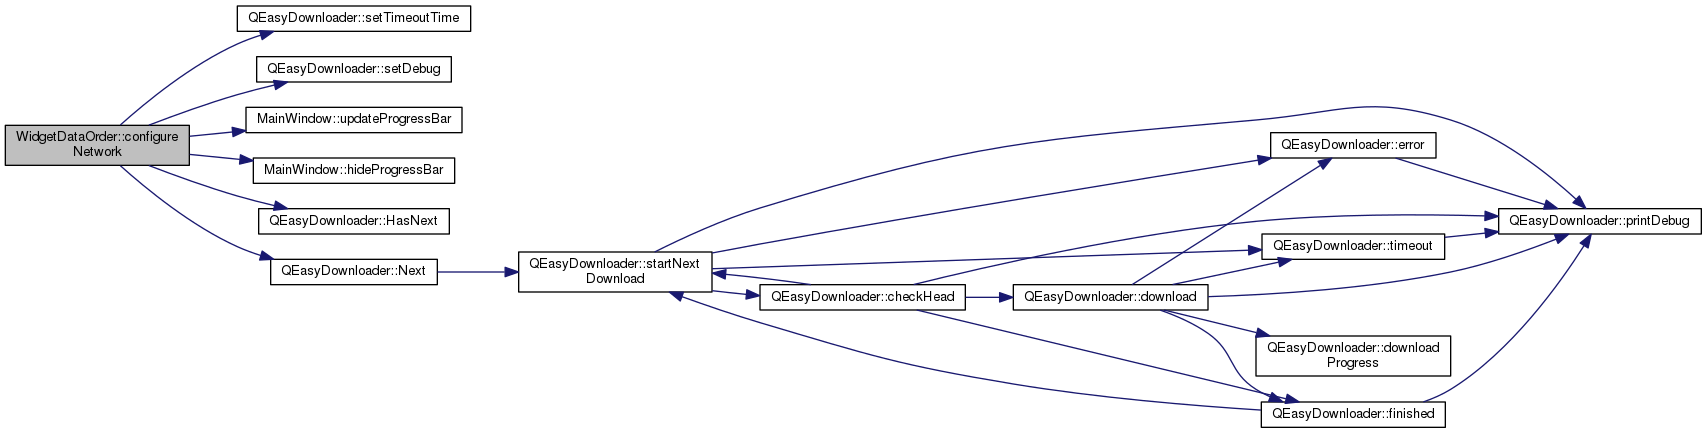 QEasyDownloader::setTimeoutTime
QEasyDownloader::setDebug
MainWindow::updateProgressBar
WidgetDataOrder::configure
Network
MainWindow::hideProgressBar
QEasyDownloader::HasNext
QEasyDownloader::Next
QEasyDownloader::startNext
Download
QEasyDownloader::checkHead
QEasyDownloader::download
QEasyDownloader::error
QEasyDownloader::timeout
QEasyDownloader::download
Progress
QEasyDownloader::finished
QEasyDownloader::printDebug